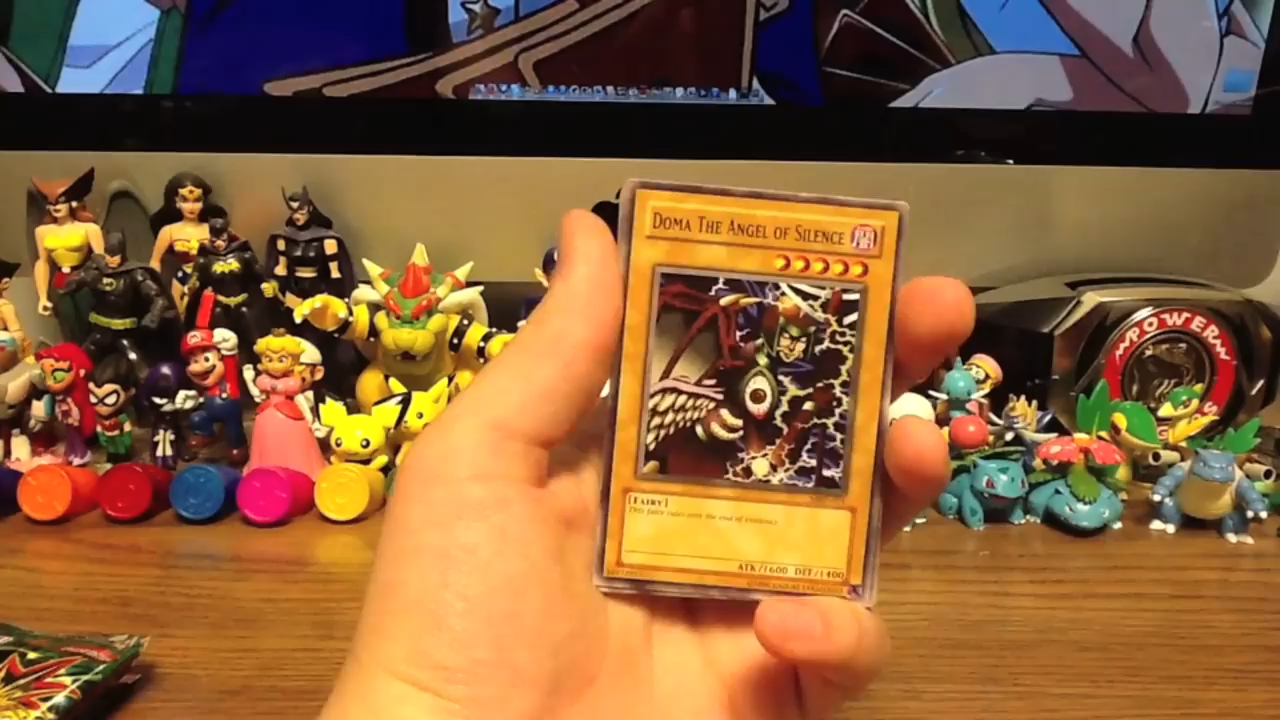 DOMA THE ANGEL OF SILENCE
[FAIRY]
This fairy rules over the end of existence.
ATK/1600 DEF/1400
POWER